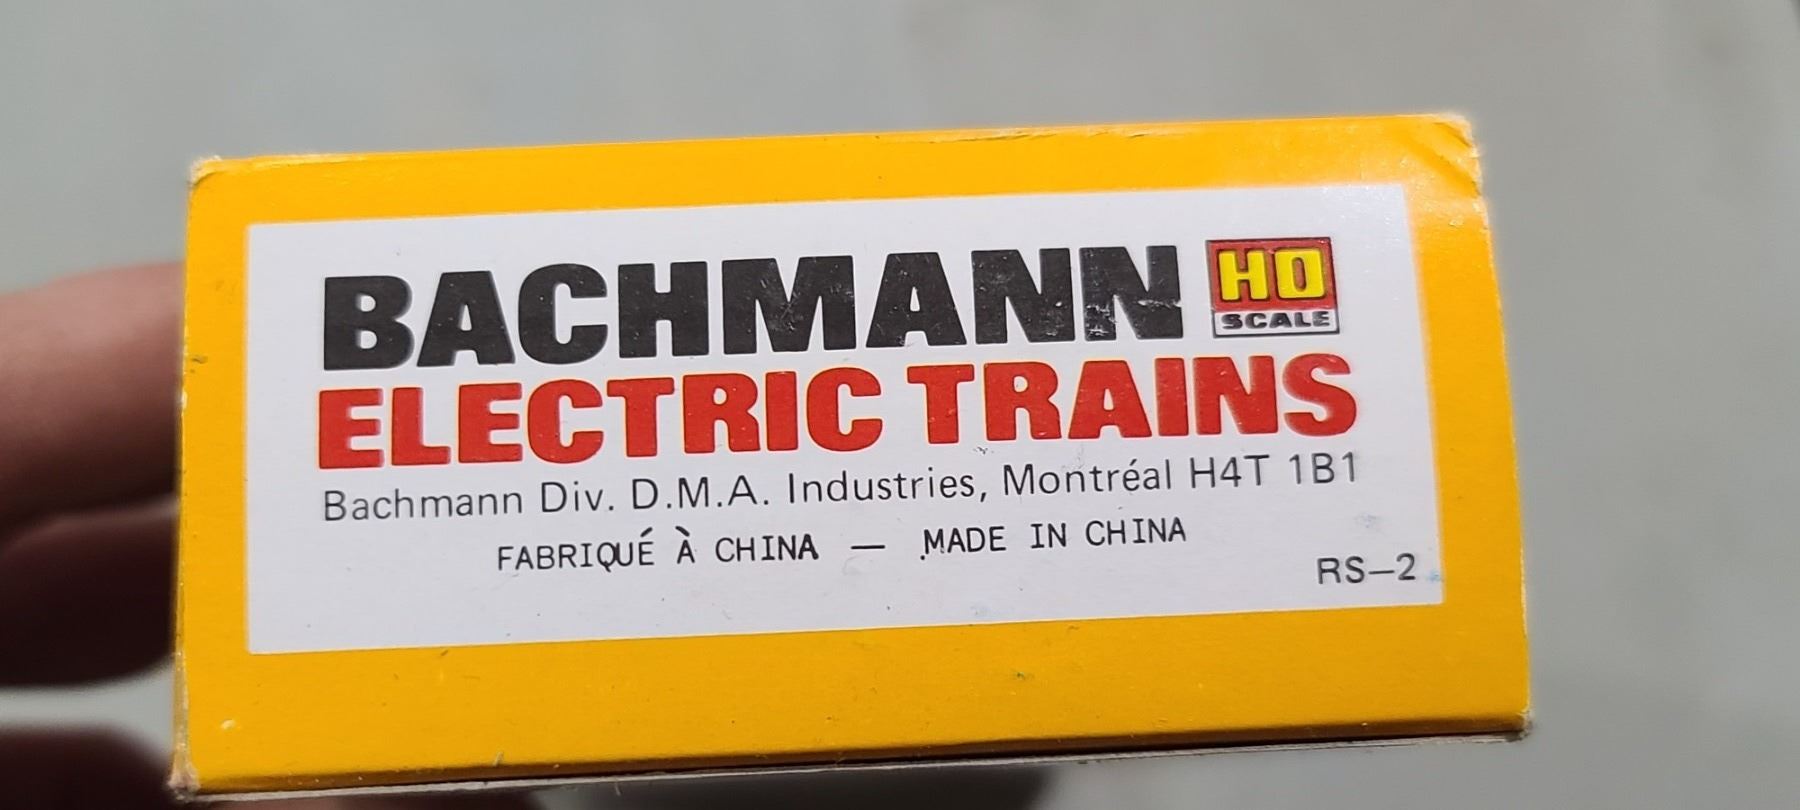 BACHMANN HO
SCALE
ELECTRIC TRAINS
Bachmann Div. D.M.A. Industries, Montréal H4T 1B1
FABRIQUÉ À CHINA — MADE IN CHINA
RS-2